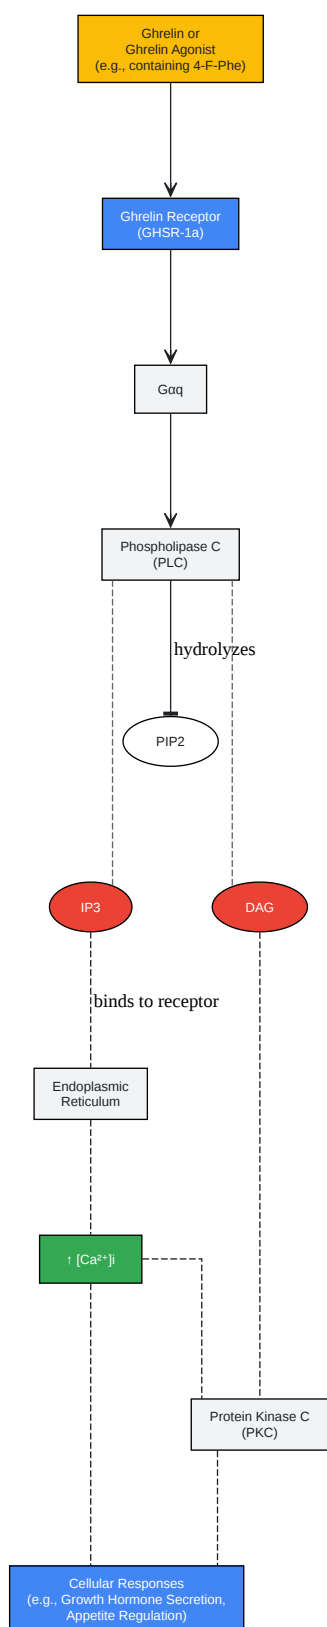 Ghrelin or
Ghrelin Agonist
(e.g., containing 4-F-Phe)
Ghrelin Receptor
(GHSR-1a)
Gαq
Phospholipase C
(PLC)
hydrolyzes
PIP2
IP3
DAG
binds to receptor
Endoplasmic
Reticulum
↑ [Ca²⁺]i
Protein Kinase C
(PKC)
Cellular Responses
(e.g., Growth Hormone Secretion,
Appetite Regulation)